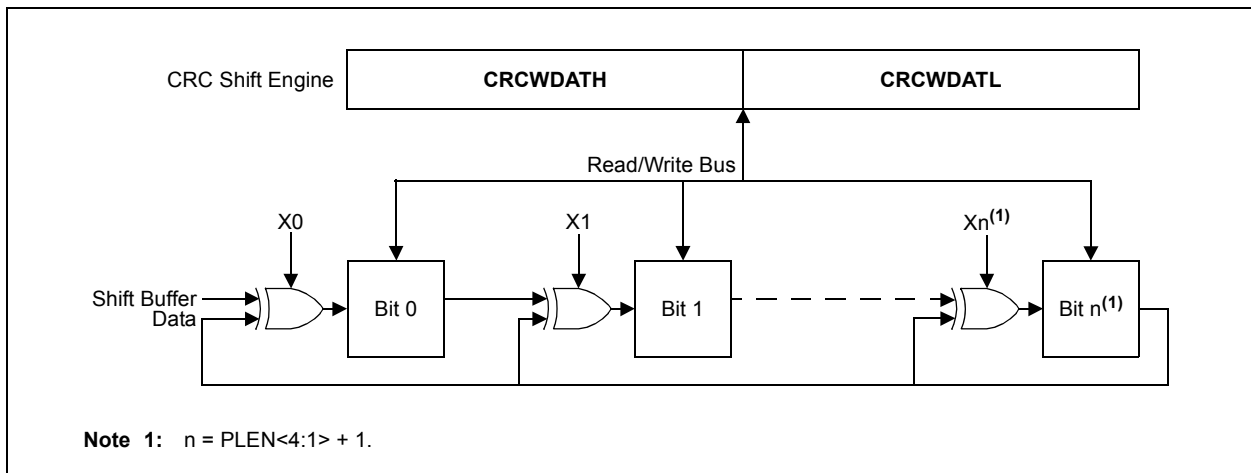 CRC Shift Engine
CRCWDATH
CRCWDATL
Read/Write Bus
X0
X1
Xn(1)
Shift Buffer
Data
Bit 0
Bit 1
Bit n(1)
Note 1: n = PLEN<4:1> + 1.